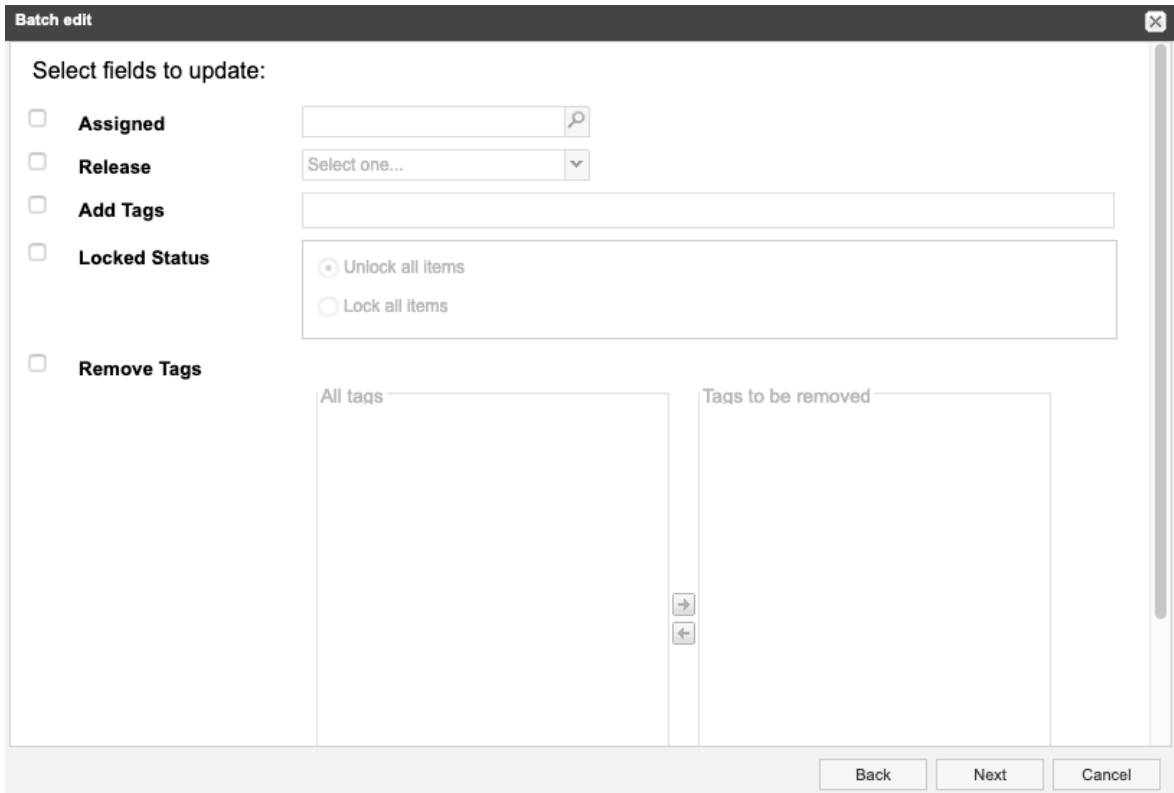 Batch edit
Select fields to update:
Assigned
Release Select one...
Add Tags
Locked Status Unlock all items
Lock all items
Remove Tags
All tags Tags to be removed
Back Next Cancel